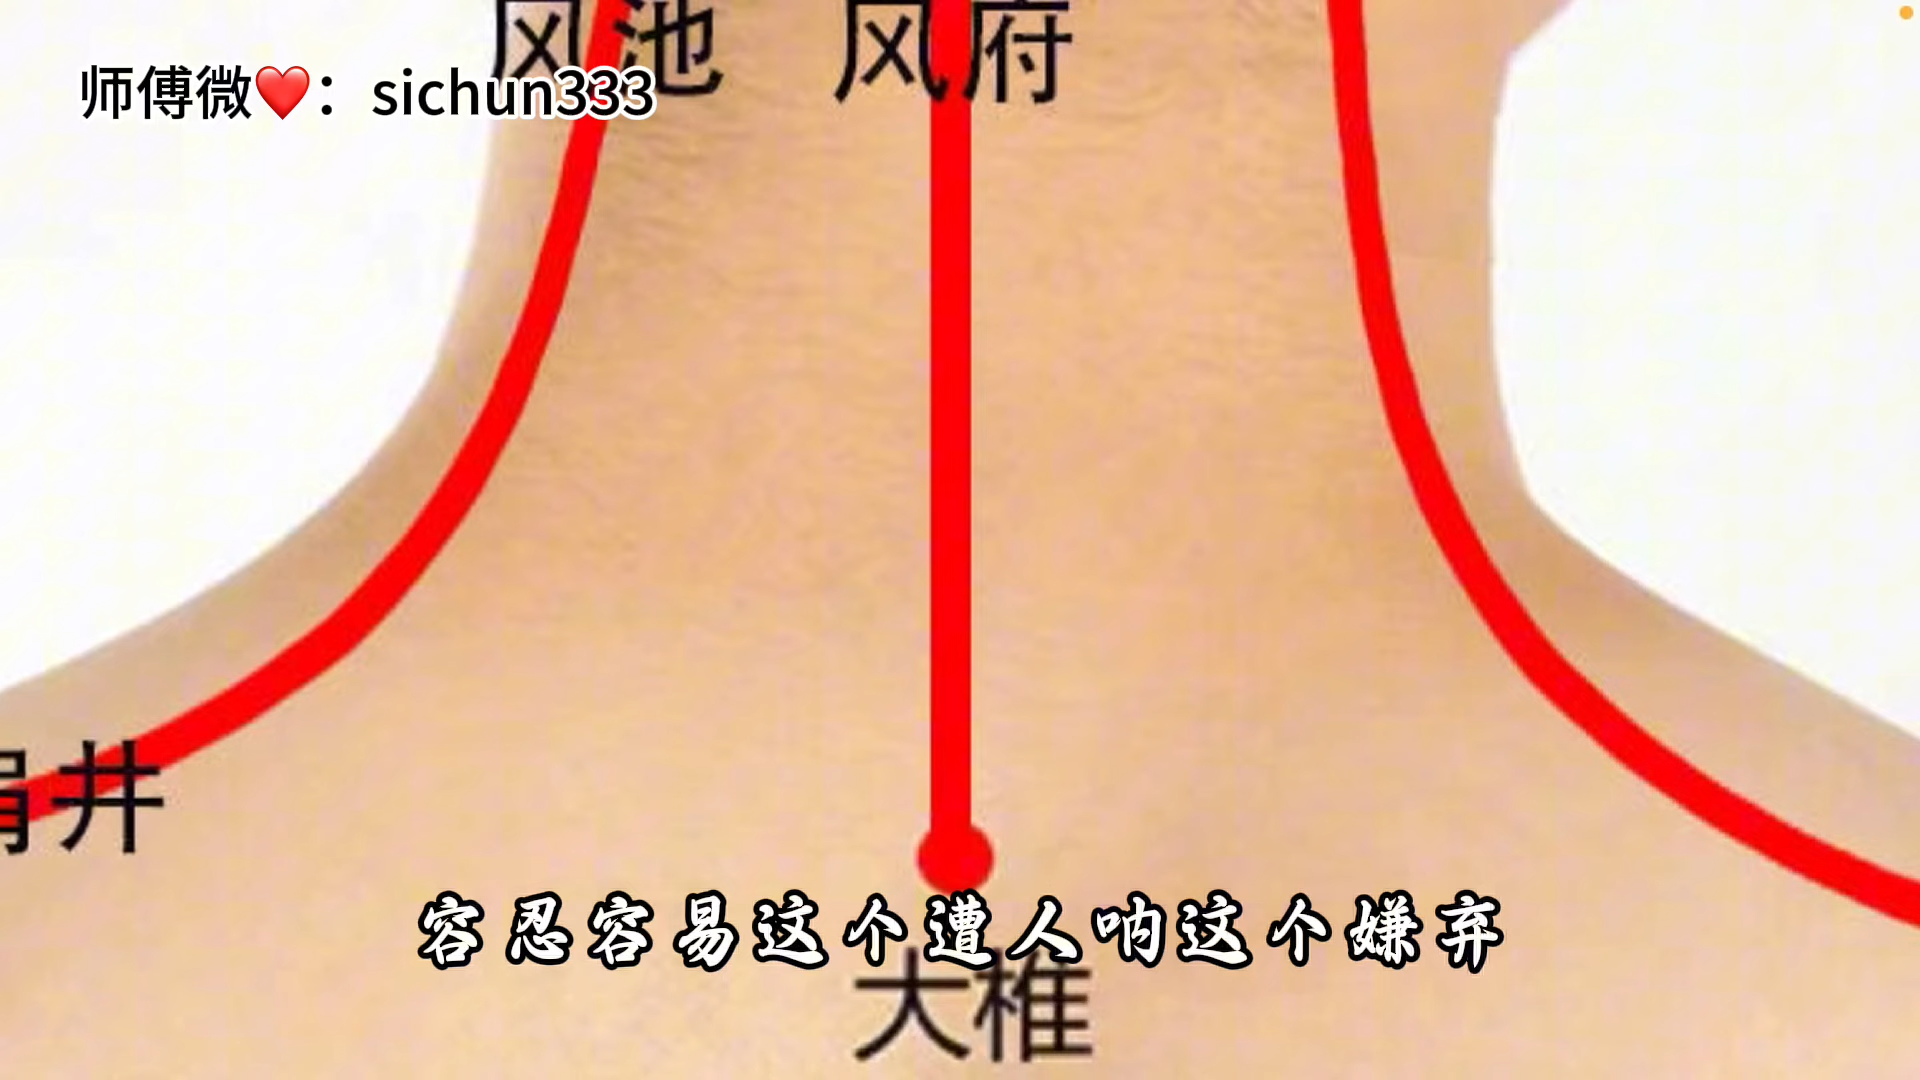 风池 风府
师傅微❤️：sichun333
肩井
容忍容易这个遭人呐这个嫌弃
大椎